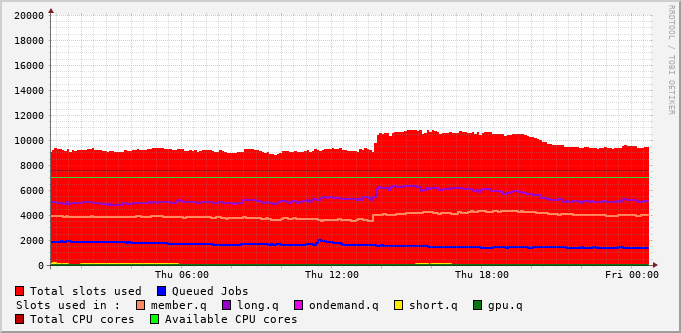 RRDTOOL / TOBI OETIKER
20000
18000
16000
14000
12000
10000
8000
6000
4000
2000
0
Thu 06:00 Thu 12:00 Thu 18:00 Fri 00:00
Total slots used Queued Jobs
Slots used in : member.q long.q ondemand.q short.q gpu.q
Total CPU cores Available CPU cores